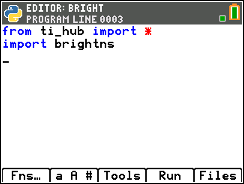 EDITOR: BRIGHT
PROGRAM LINE 0003
from ti_hub import *
import brightns
_
Fns… a A # Tools Run Files